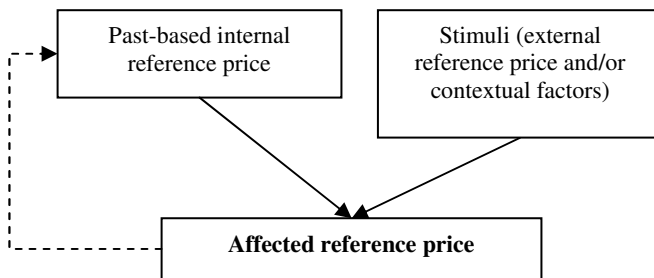 Past-based internal
reference price
Stimuli (external
reference price and/or
contextual factors)
Affected reference price